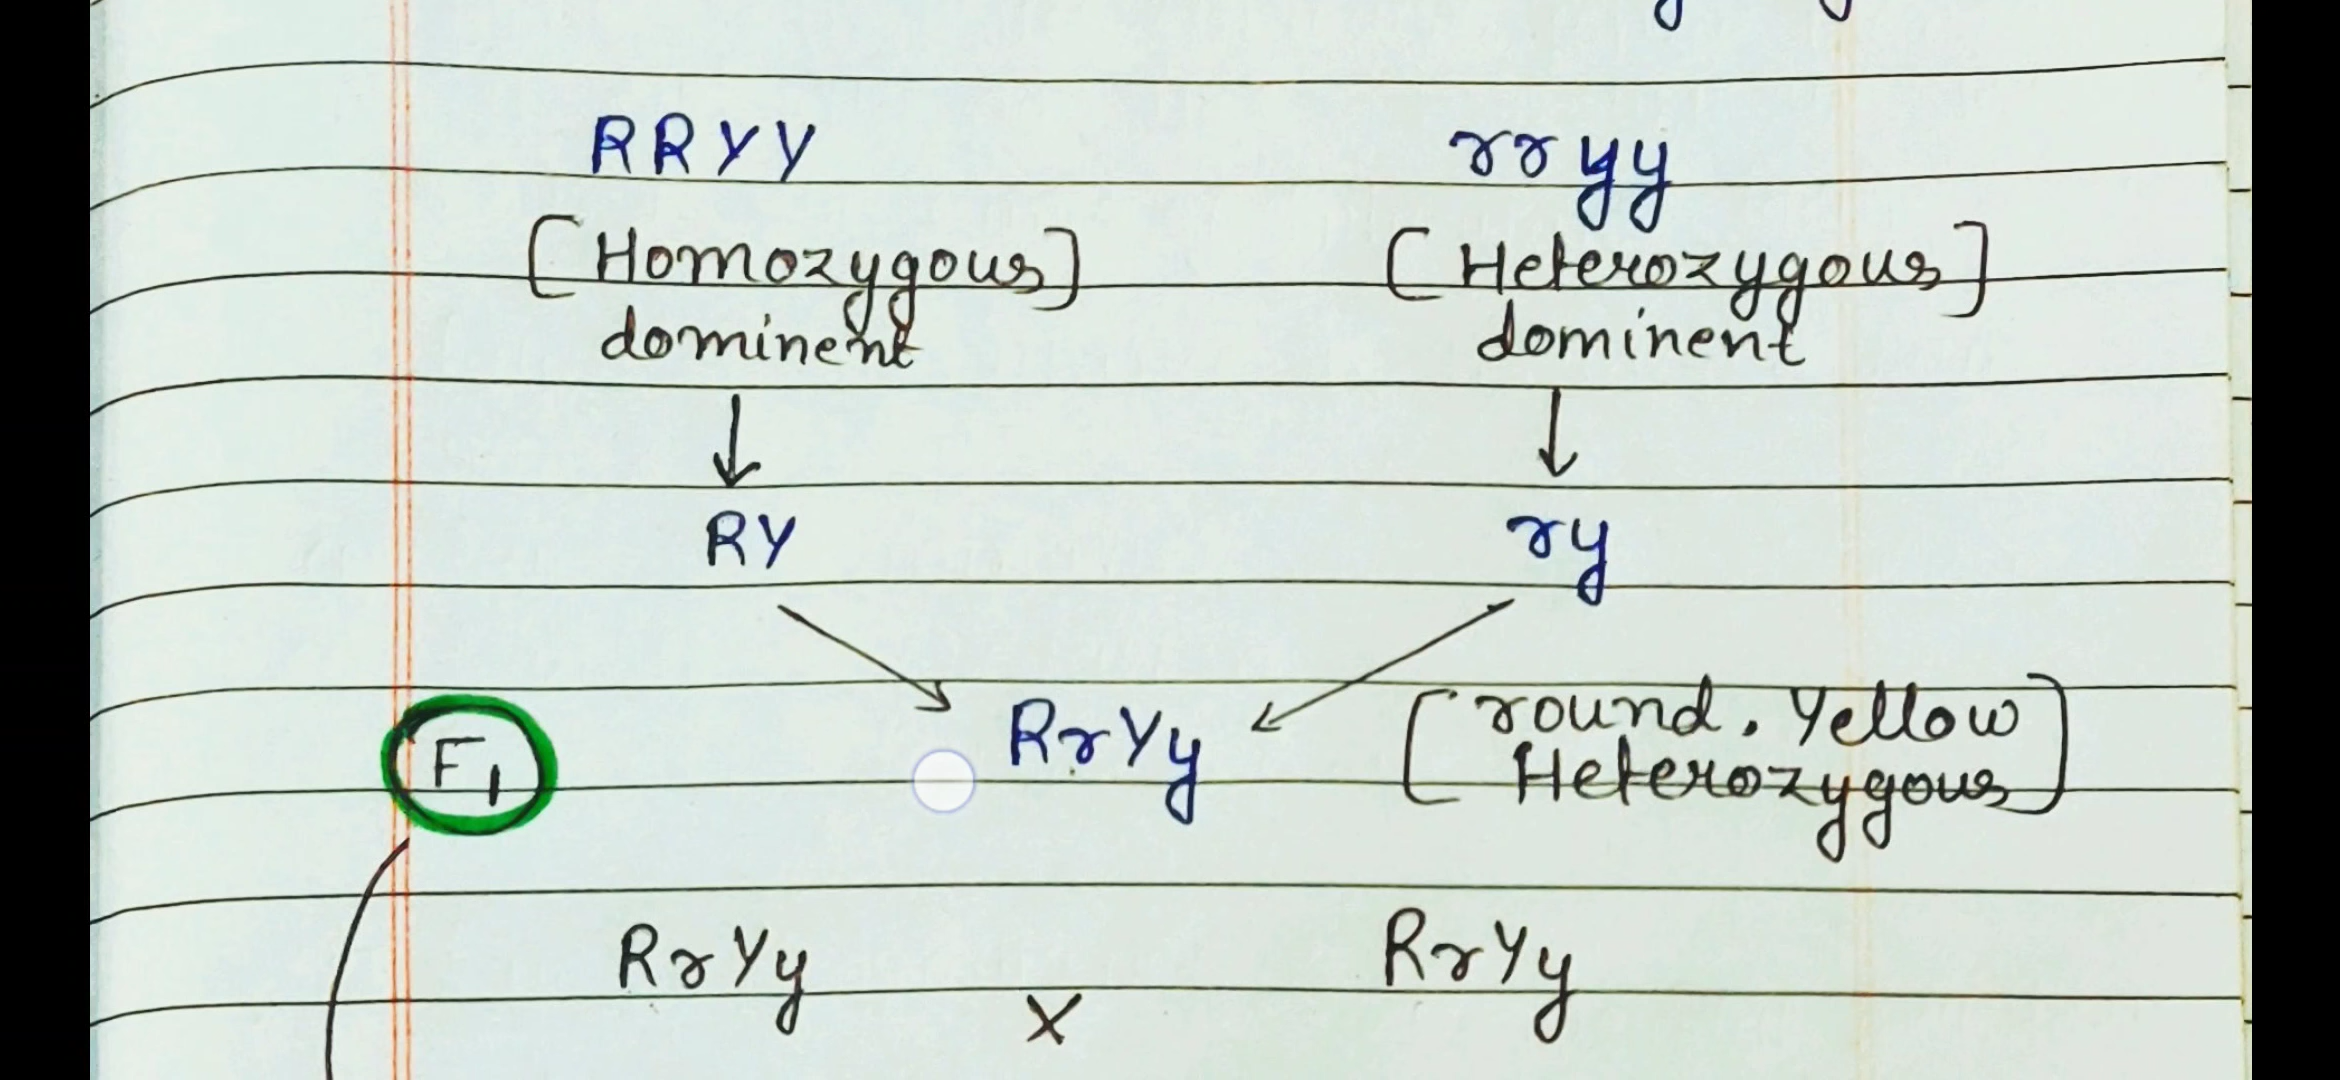 RRYY rryy
[Homozygous] [Heterozygous]
dominent dominent
RY ry
[round, Yellow
F1 RrYy Heterozygous]
RrYy x RrYy